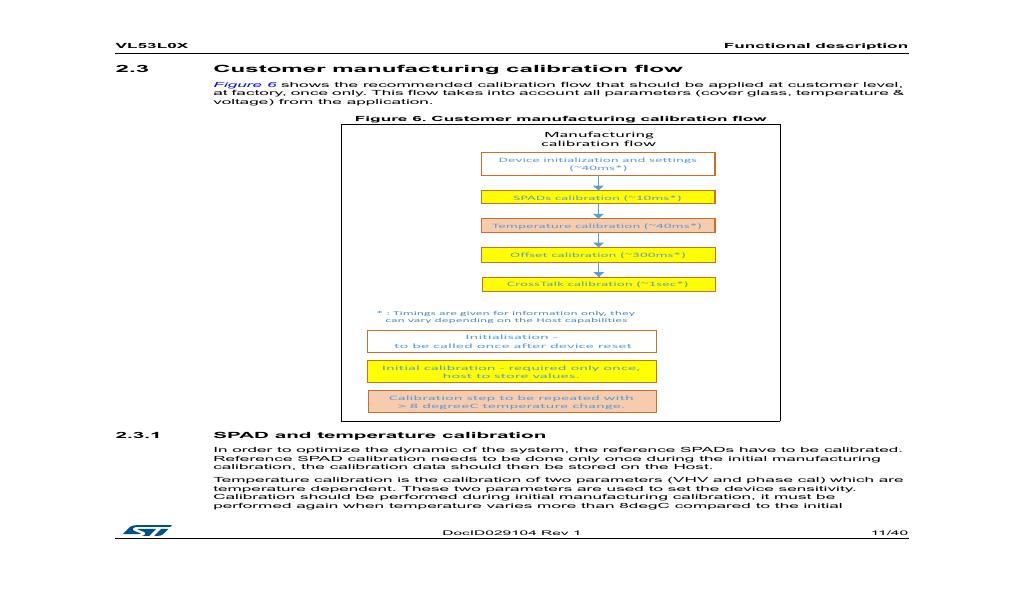 VL53L0X Functional description
2.3 Customer manufacturing calibration flow
Figure 6 shows the recommended calibration flow that should be applied at customer level,
at factory, once only. This flow takes into account all parameters (cover glass, temperature &
voltage) from the application.
Figure 6. Customer manufacturing calibration flow
Manufacturing
calibration flow
Device initialization and settings
(~40ms*)
SPADs calibration (~10ms*)
Temperature calibration (~40ms*)
Offset calibration (~300ms*)
CrossTalk calibration (~1sec*)
* : Timings are given for information only, they
can vary depending on the Host capabilities
Initialisation -
to be called once after device reset
Initial calibration - required only once,
host to store values.
Calibration step to be repeated with
> 8 degreeC temperature change.
2.3.1 SPAD and temperature calibration
In order to optimize the dynamic of the system, the reference SPADs have to be calibrated.
Reference SPAD calibration needs to be done only once during the initial manufacturing
calibration, the calibration data should then be stored on the Host.
Temperature calibration is the calibration of two parameters (VHV and phase cal) which are
temperature dependent. These two parameters are used to set the device sensitivity.
Calibration should be performed during initial manufacturing calibration, it must be
performed again when temperature varies more than 8degC compared to the initial
ST DocID029104 Rev 1 11/40